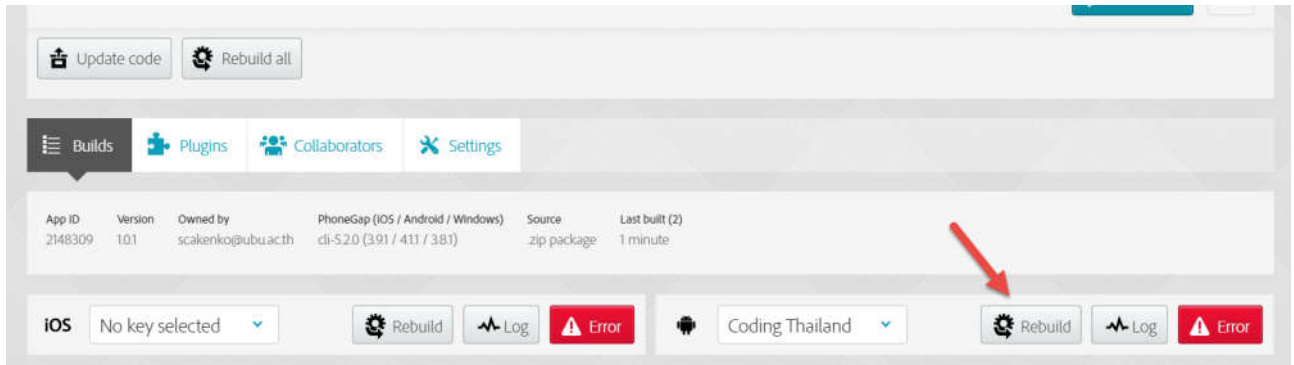 Update code Rebuild all
Builds Plugins Collaborators Settings
App ID Version Owned by PhoneGap (iOS / Android / Windows) Source Last built (2)
2148309 1.0.1 scakenko@ubu.ac.th cli-5.2.0 (3.9.1 / 4.1.1 / 3.8.1) .zip package 1 minute
iOS No key selected Rebuild Log Error Coding Thailand Rebuild Log Error